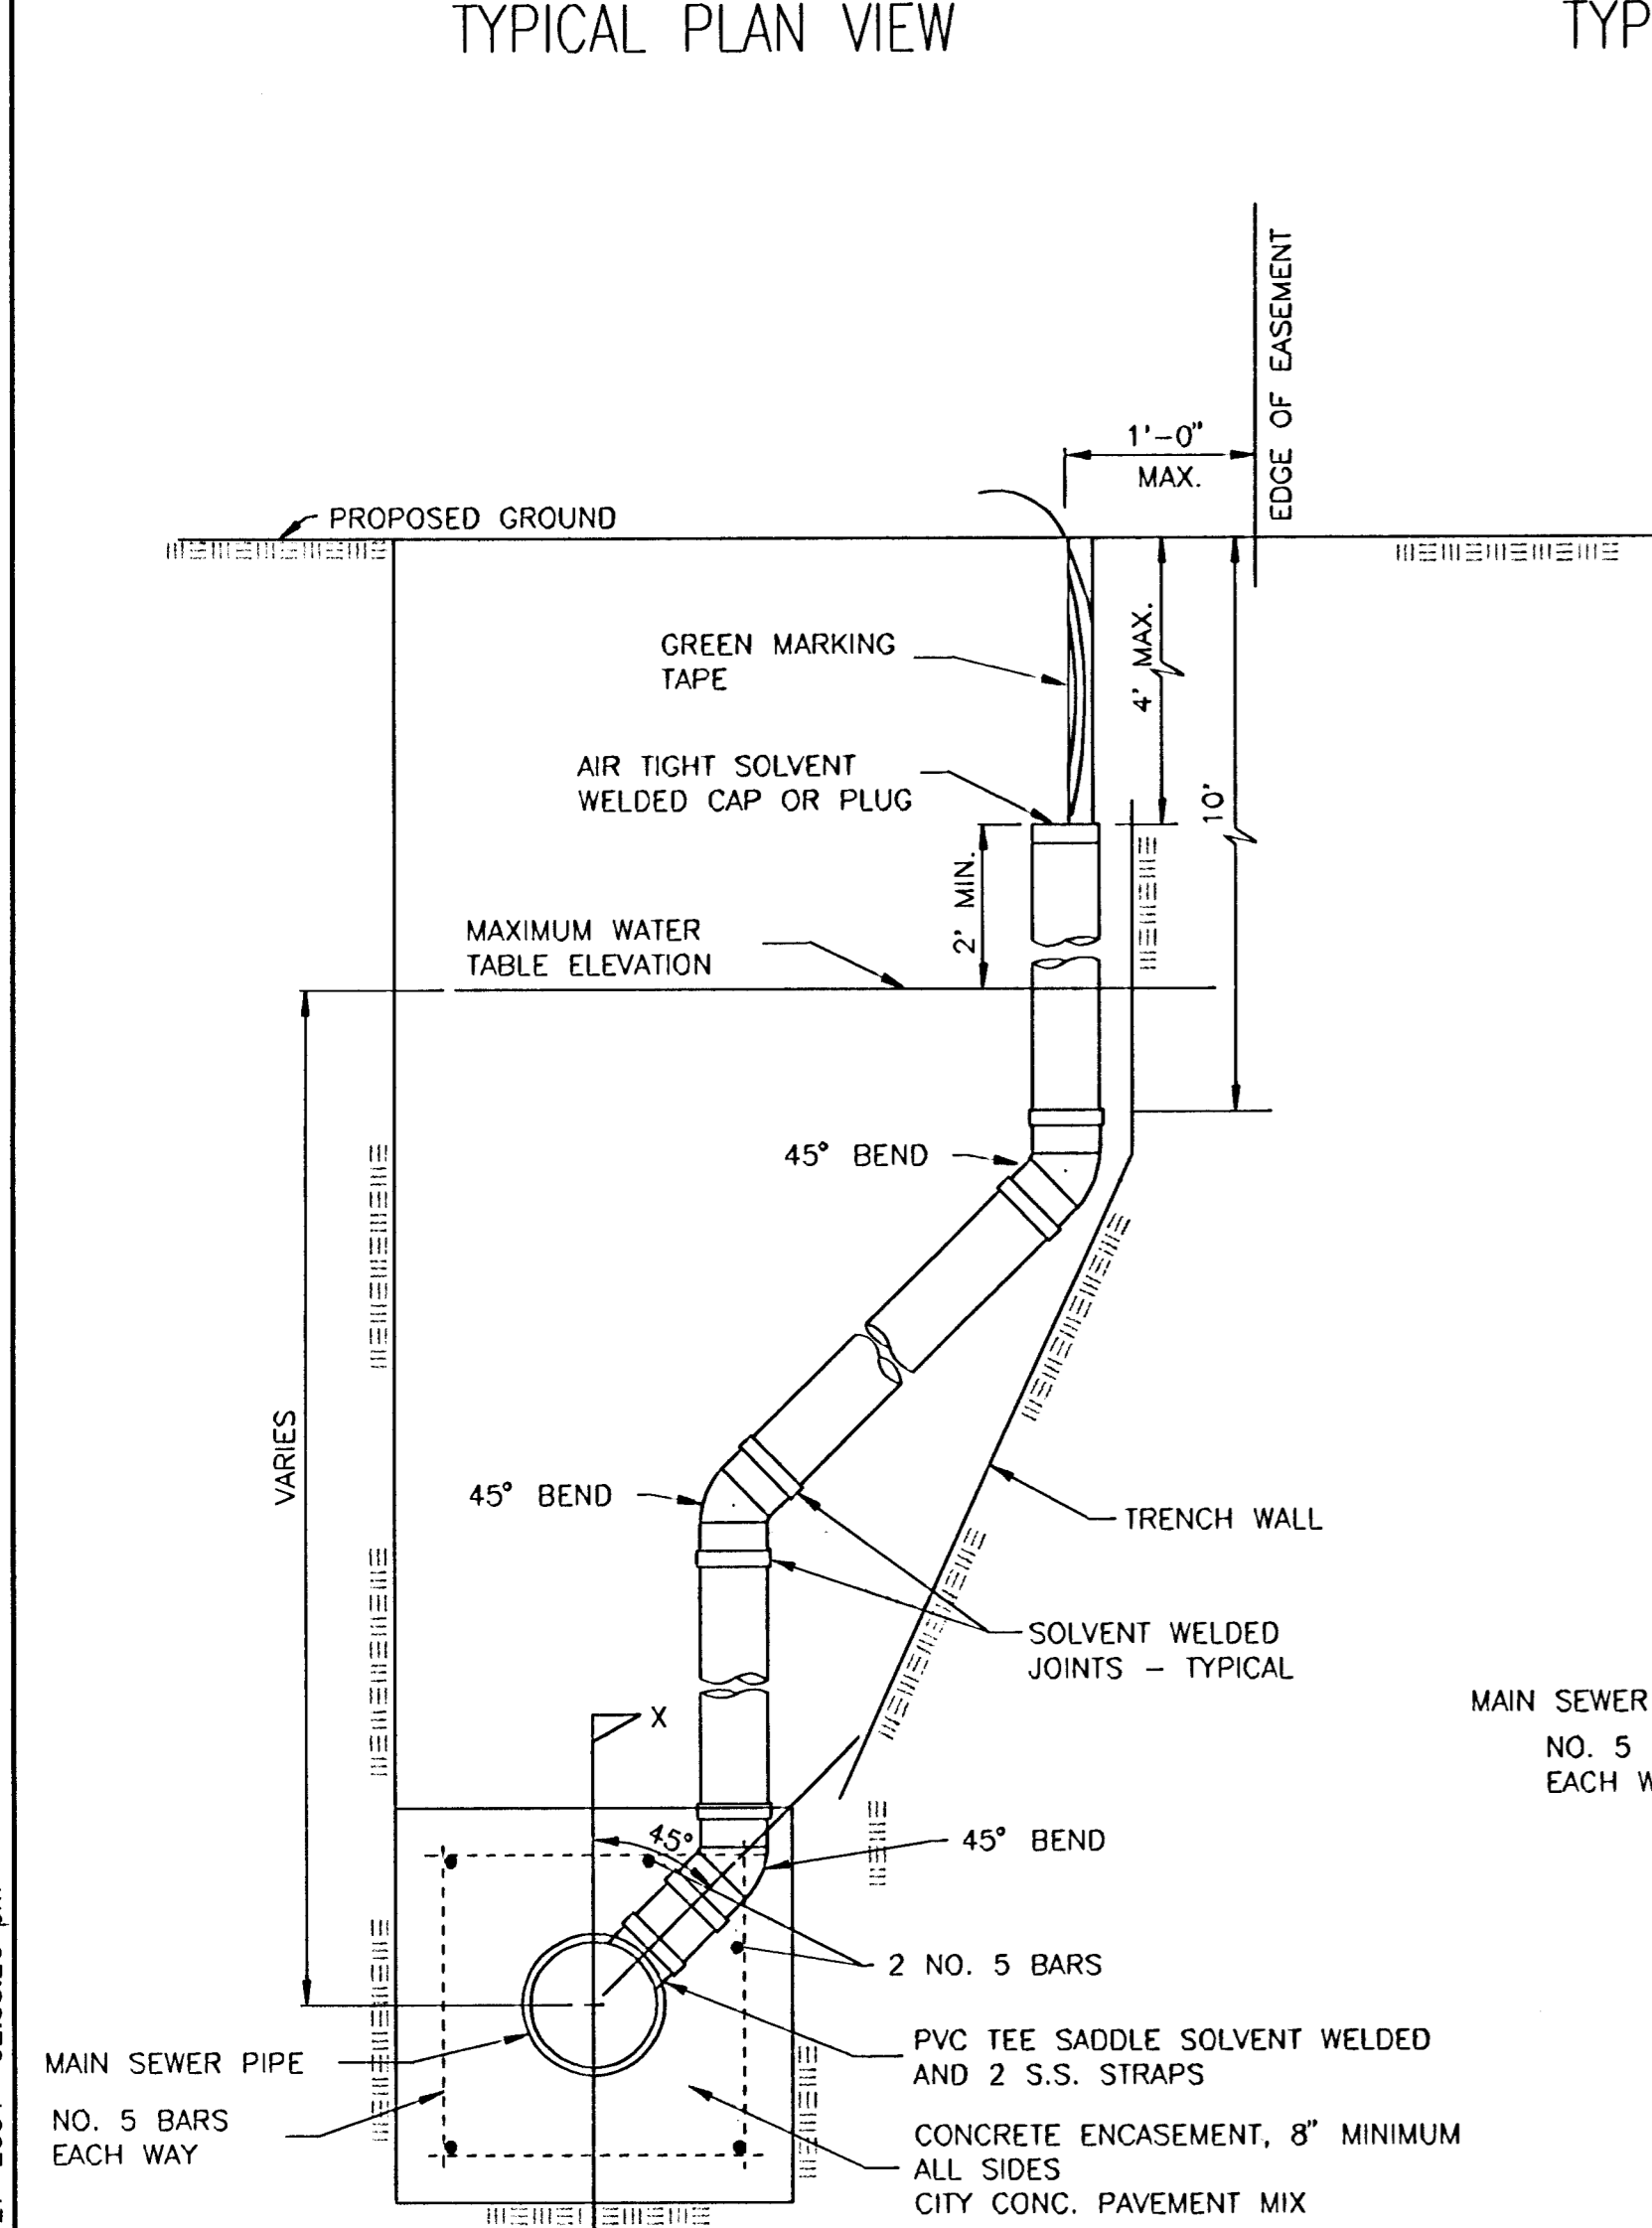 TYPICAL PLAN VIEW
TYP
EDGE OF EASEMENT
1'-0"
MAX.
PROPOSED GROUND
GREEN MARKING
TAPE
4' MAX.
AIR TIGHT SOLVENT
WELDED CAP OR PLUG
10'
2' MIN.
MAXIMUM WATER
TABLE ELEVATION
45° BEND
VARIES
45° BEND
TRENCH WALL
SOLVENT WELDED
JOINTS – TYPICAL
MAIN SEWER
NO. 5
EACH W
X
45°
45° BEND
2 NO. 5 BARS
PVC TEE SADDLE SOLVENT WELDED
AND 2 S.S. STRAPS
MAIN SEWER PIPE
NO. 5 BARS
EACH WAY
CONCRETE ENCASEMENT, 8" MINIMUM
ALL SIDES
CITY CONC. PAVEMENT MIX